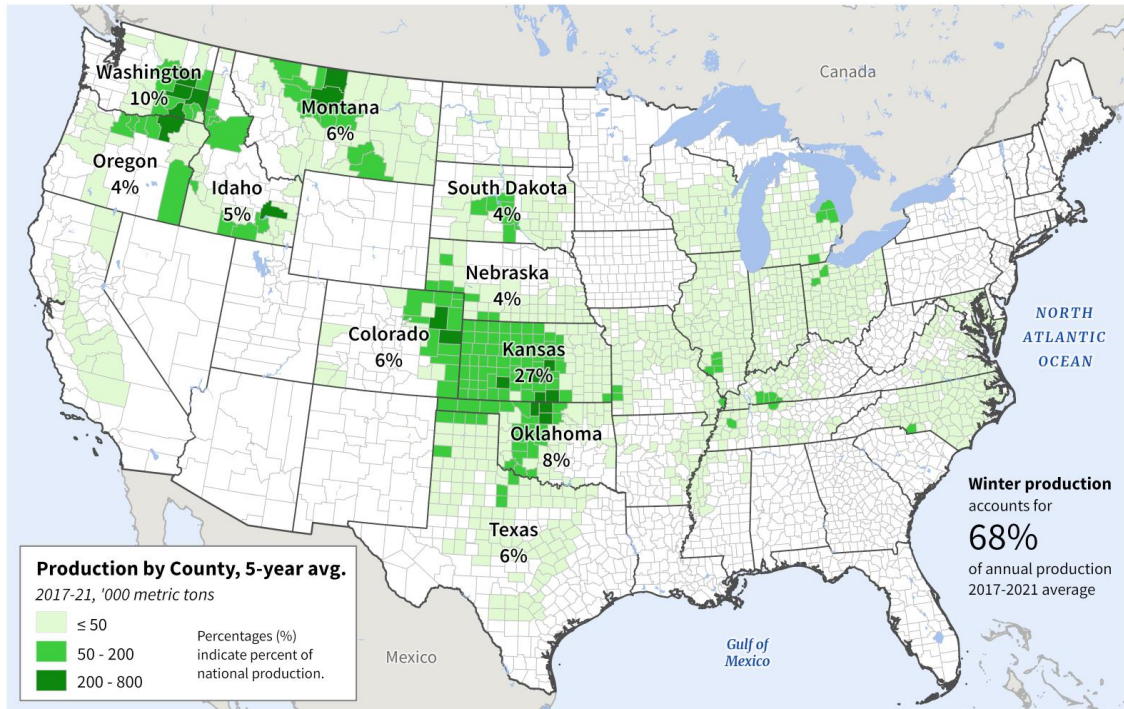 Canada
Washington
10%
Montana
6%
Oregon
4%
Idaho
5%
South Dakota
4%
Nebraska
4%
Colorado
6%
Kansas
27%
Oklahoma
8%
Texas
6%
NORTH
ATLANTIC
OCEAN
Winter production
accounts for
68%
of annual production
2017-2021 average
Production by County, 5-year avg.
2017-21, '000 metric tons
≤ 50
50 - 200
200 - 800
Percentages (%)
indicate percent of
national production.
Mexico
Gulf of
Mexico